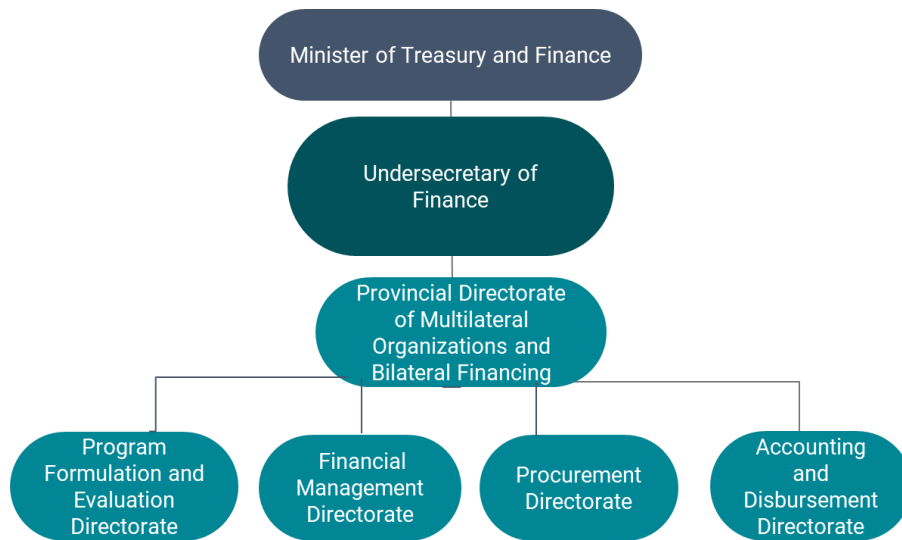 Minister of Treasury and Finance
Undersecretary of
Finance
Provincial Directorate
of Multilateral
Organizations and
Bilateral Financing
Program
Formulation and
Evaluation
Directorate
Financial
Management
Directorate
Procurement
Directorate
Accounting
and
Disbursement
Directorate